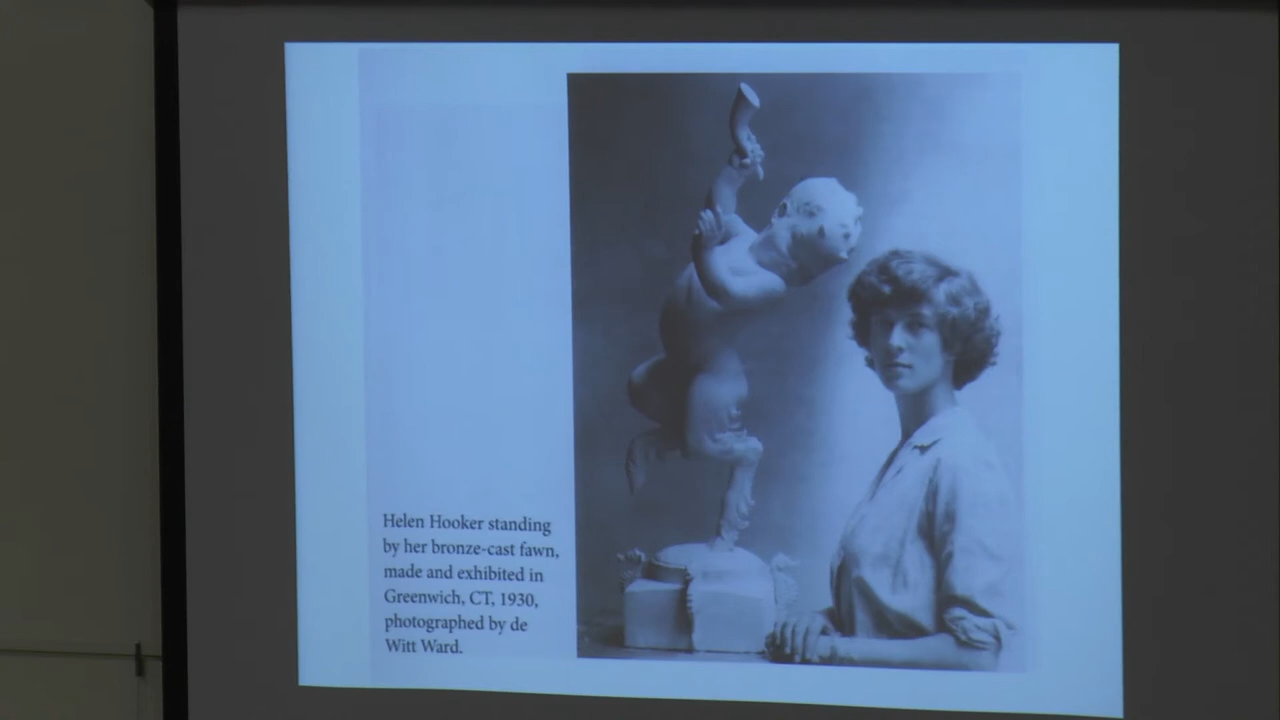 Helen Hooker standing
by her bronze-cast fawn,
made and exhibited in
Greenwich, CT, 1930,
photographed by de
Witt Ward.